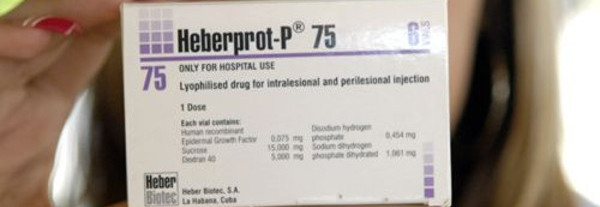 Heberprot-P® 75
6 VIALS
75
ONLY FOR HOSPITAL USE
Lyophilised drug for intralesional and perilesional injection
1 Dose
Each vial contains:
Human recombinant
Epidermal Growth Factor 0,075 mg
Sucrose 15,000 mg
Dextran 40 5,000 mg
Disodium hydrogen
phosphate 0,454 mg
Sodium dihydrogen
phosphate dihydrated 1,061 mg
Heber
Biotec
Heber Biotec, S.A.
La Habana, Cuba